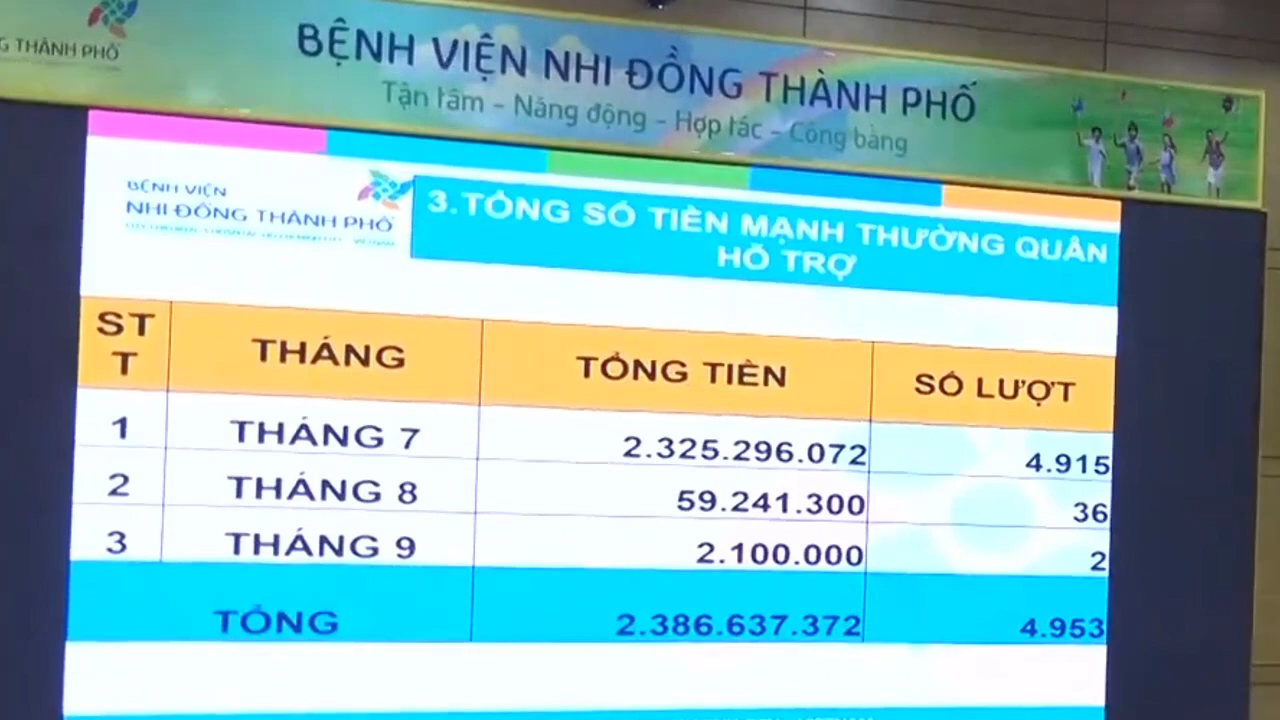 G THÀNH PHỐ
BỆNH VIỆN NHI ĐỒNG THÀNH PHỐ
Tận tâm - Năng động - Hợp tác - Công bằng
BỆNH VIỆN
NHI ĐỒNG THÀNH PHỐ
3.TỔNG SỐ TIỀN MẠNH THƯỜNG QUÂN
HỖ TRỢ
ST
T
THÁNG
TỔNG TIỀN
SỐ LƯỢT
1 THÁNG 7 2.325.296.072 4.915
2 THÁNG 8 59.241.300 36
3 THÁNG 9 2.100.000 2
TỔNG 2.386.637.372 4.953